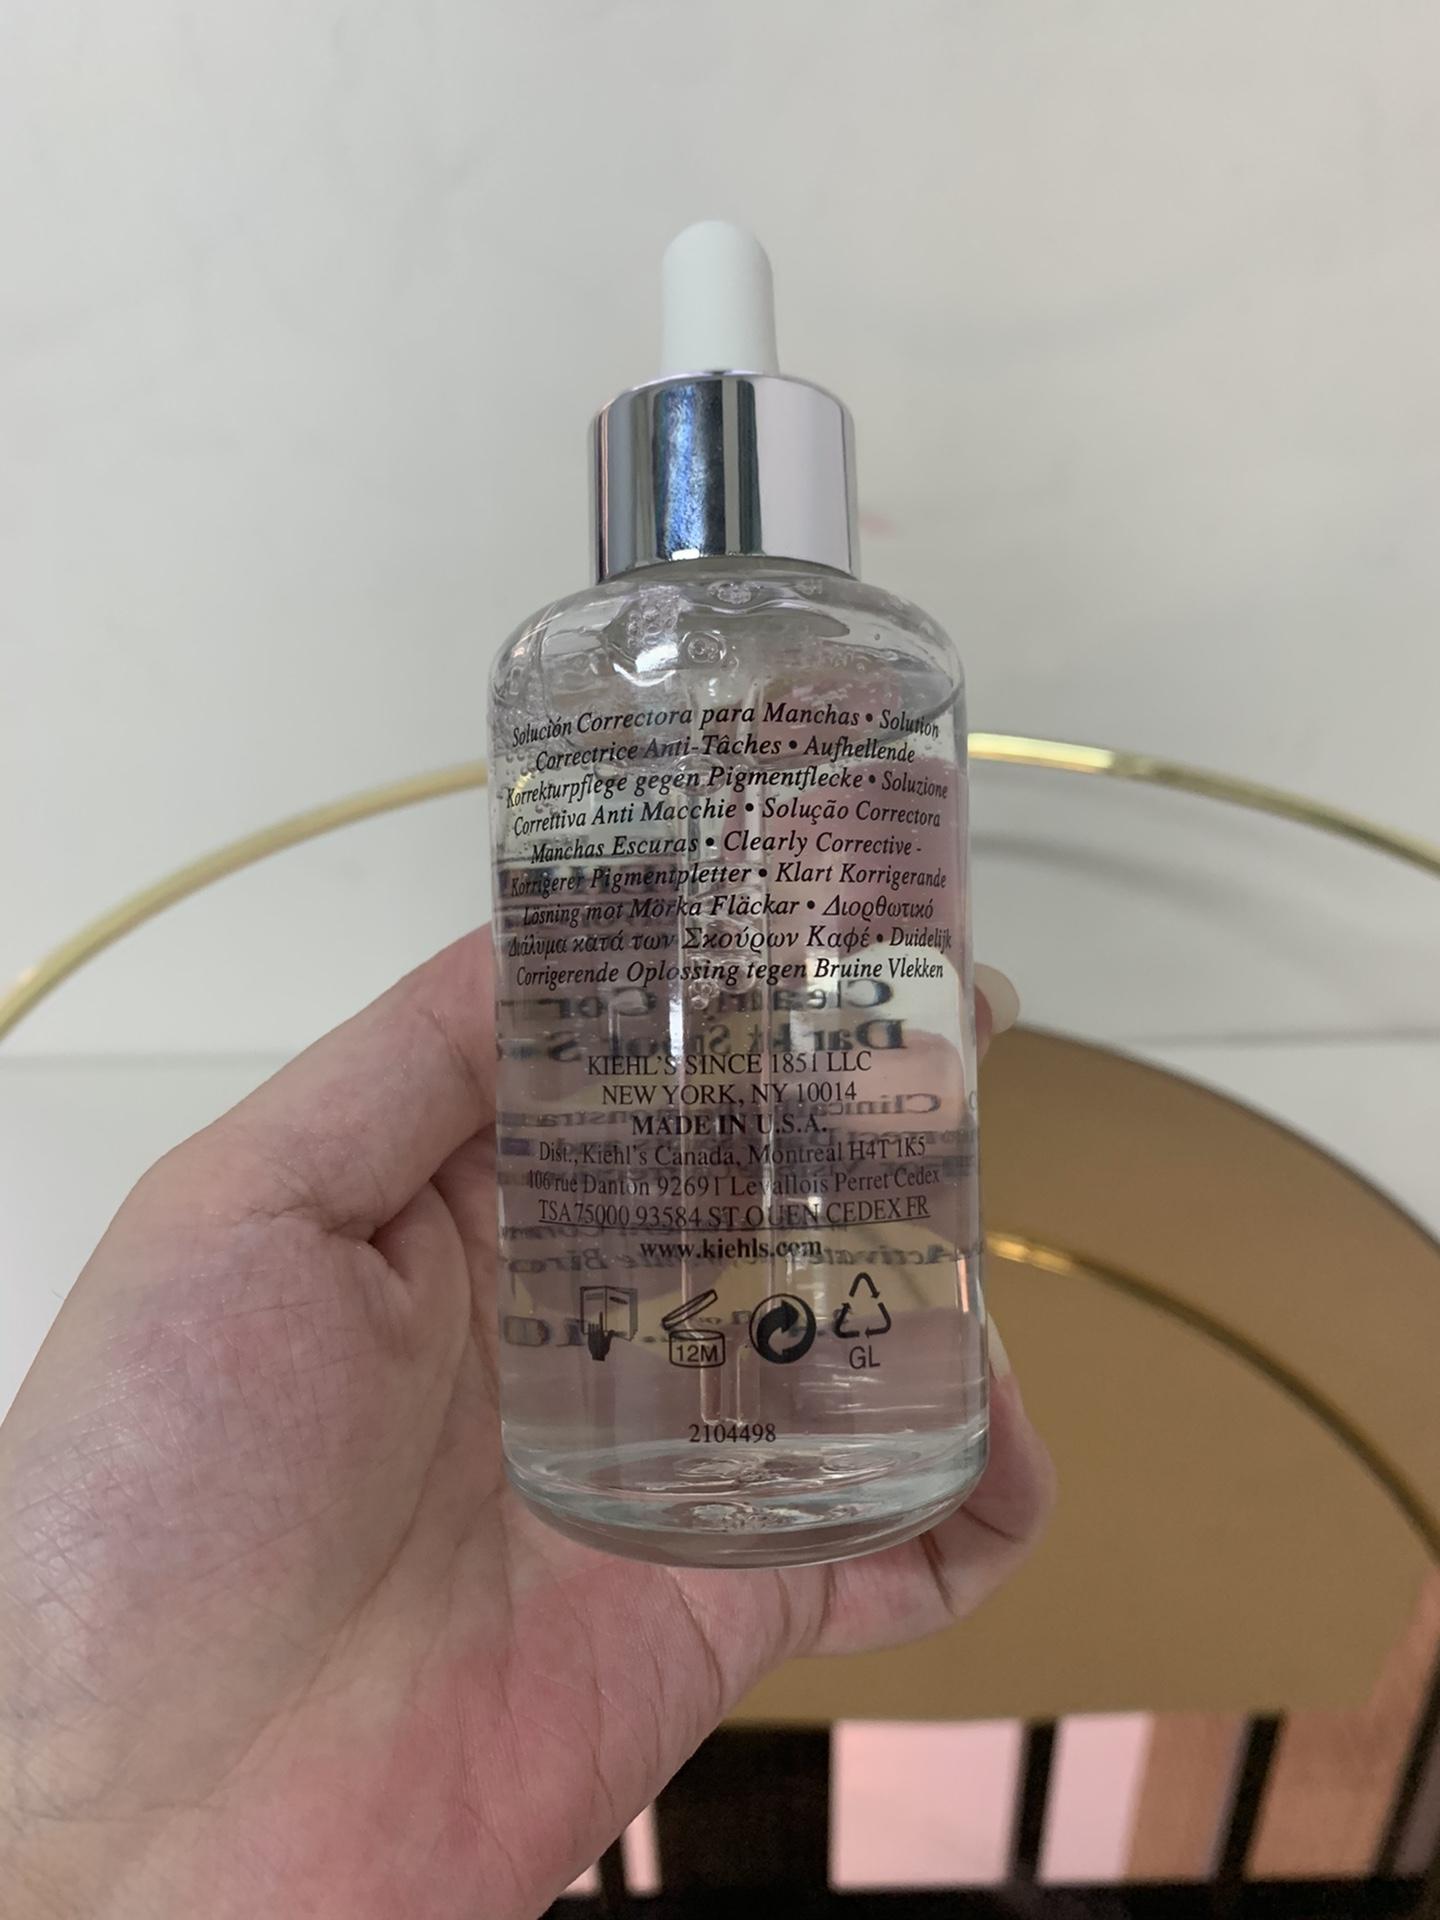 Solución Correctora para Manchas • Solution
Correctrice Anti-Tâches • Aufhellende
Korrekturpflege gegen Pigmentflecke • Soluzione
Correttiva Anti Macchie • Solução Correctora
Manchas Escuras • Clearly Corrective -
Korrigerer Pigmentpletter • Klart Korrigerande
Lösning mot Mörka Fläckar • Διορθωτικό
Διάλυμα κατά των Σκούρων Καφέ • Duidelijk
Corrigerende Oplossing tegen Bruine Vlekken
KIEHL'S SINCE 1851 LLC
NEW YORK, NY 10014
MADE IN U.S.A.
Dist., Kiehl's Canada, Montreal H4T 1K5
106 rue Danton 92691 Levallois Perret Cedex
TSA 75000 93584 ST-OUEN CEDEX FR
www.kiehls.com
12M
GL
2104498